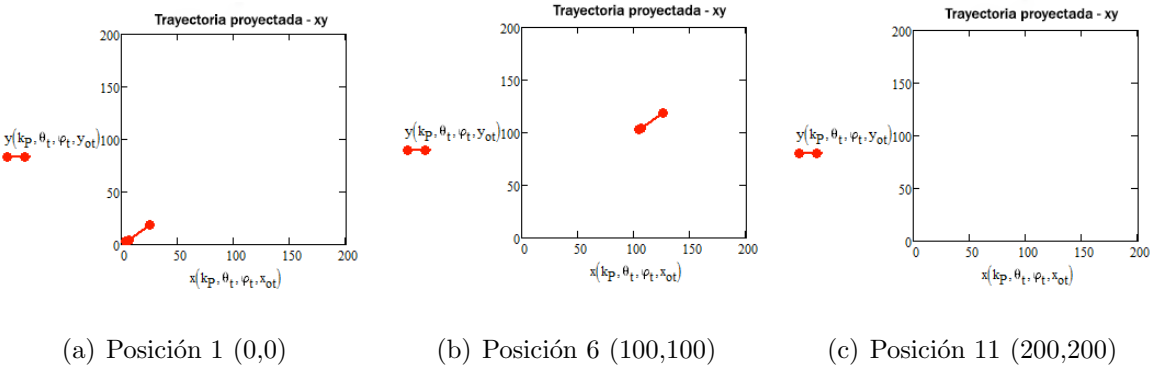 Trayectoria proyectada - xy
200
150
100
50
0
y(kP, θt, φt, yot)
0 50 100 150 200
x(kP, θt, φt, xot)
(a) Posición 1 (0,0)
Trayectoria proyectada - xy
200
150
100
50
0
y(kP, θt, φt, yot)
0 50 100 150 200
x(kP, θt, φt, xot)
(b) Posición 6 (100,100)
Trayectoria proyectada - xy
200
150
100
50
0
y(kP, θt, φt, yot)
0 50 100 150 200
x(kP, θt, φt, xot)
(c) Posición 11 (200,200)